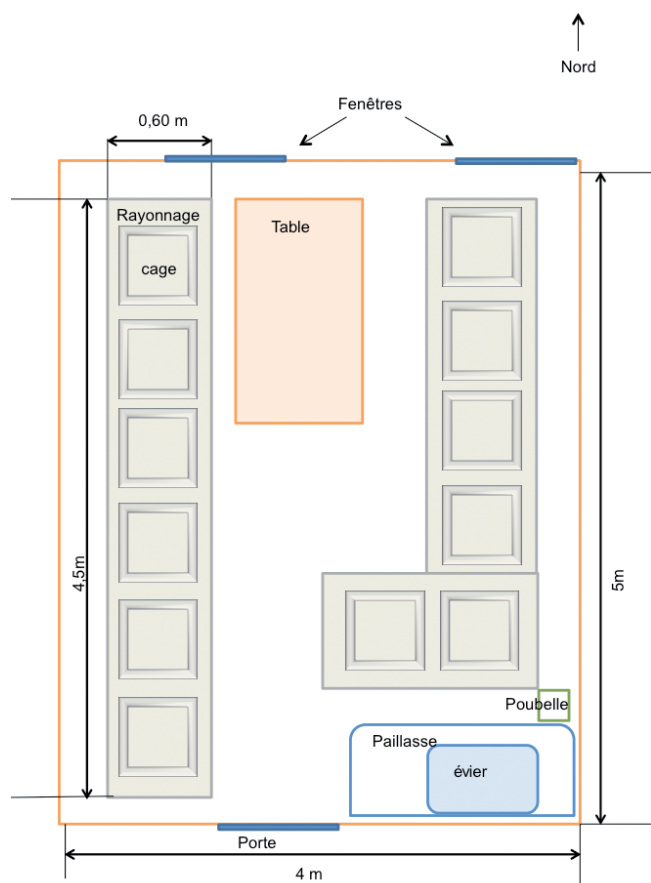 Nord
Fenêtres
0,60 m
Rayonnage
Table
cage
4,5m
5m
Poubelle
Paillasse
évier
Porte
4 m